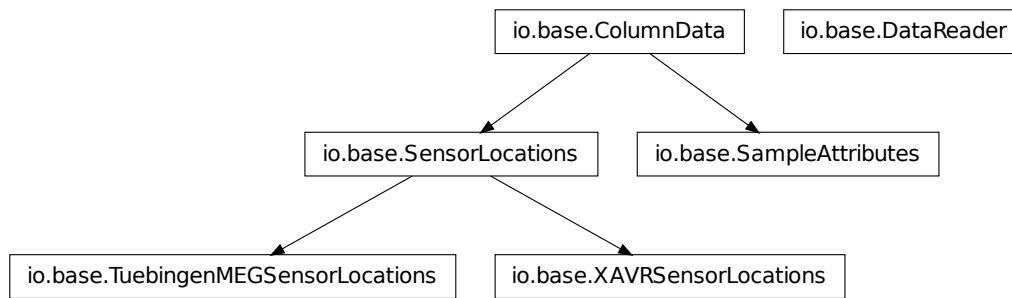 io.base.ColumnData
io.base.DataReader
io.base.SensorLocations
io.base.SampleAttributes
io.base.TuebingenMEGSensorLocations
io.base.XAVRSensorLocations